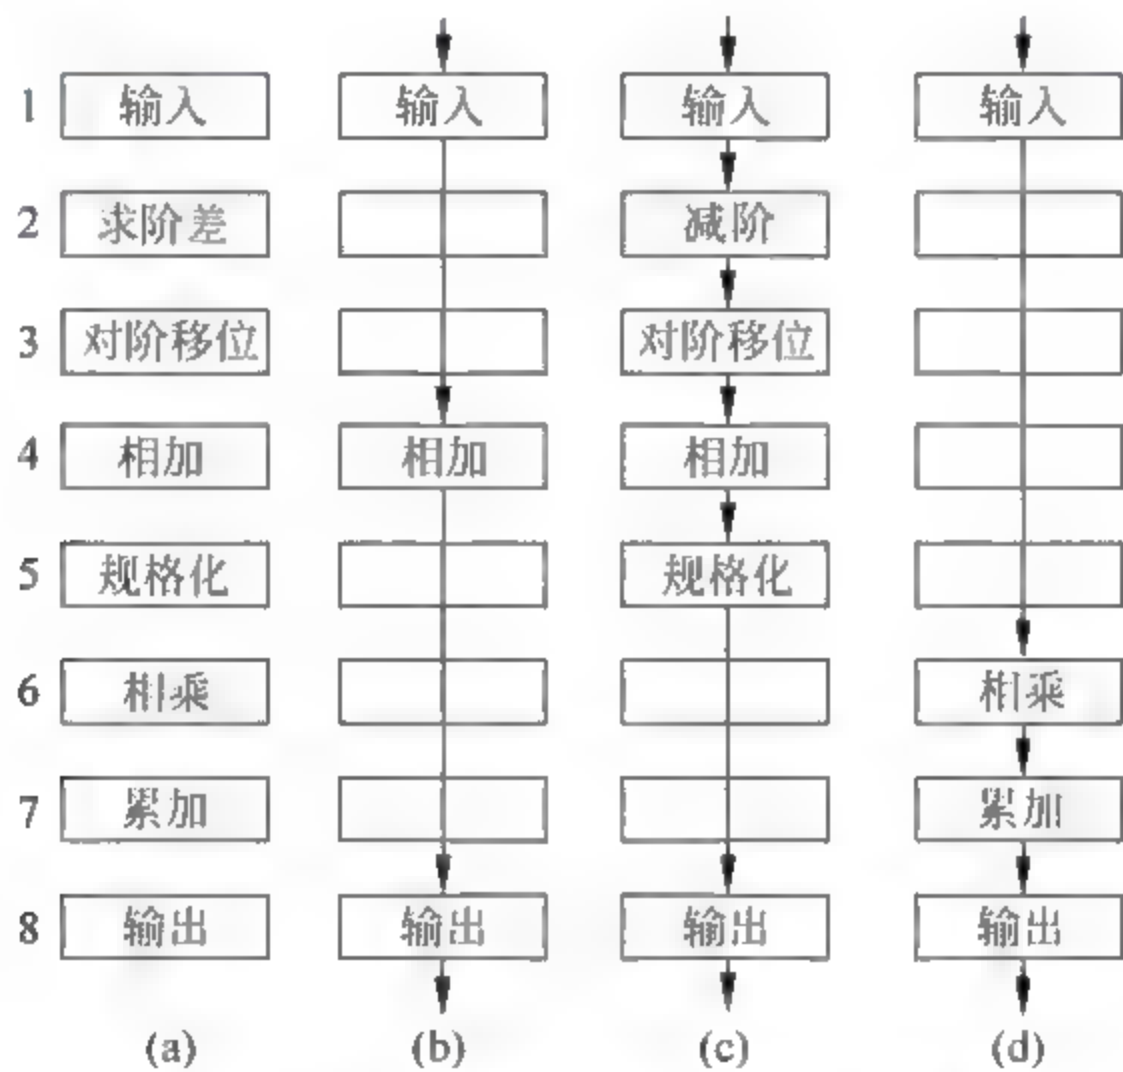 1 输入 输入 输入 输入
2 求阶差 减阶
3 对阶移位 对阶移位
4 相加 相加 相加
5 规格化 规格化
6 相乘 相乘
7 累加 累加
8 输出 输出 输出 输出
(a) (b) (c) (d)